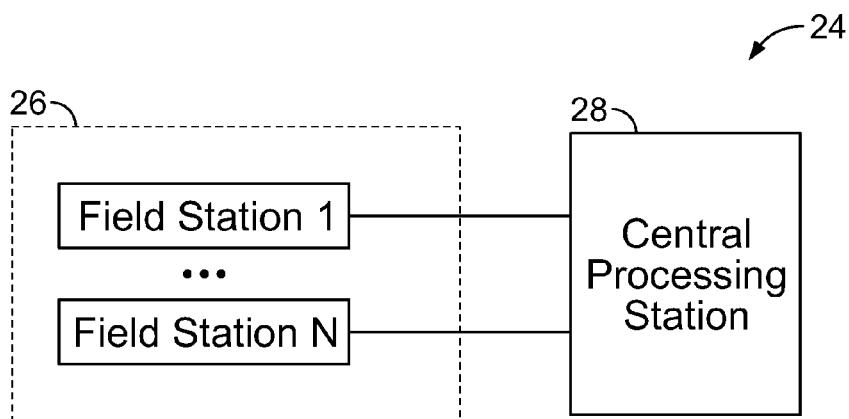 24
26
28
Field Station 1
•••
Field Station N
Central
Processing
Station